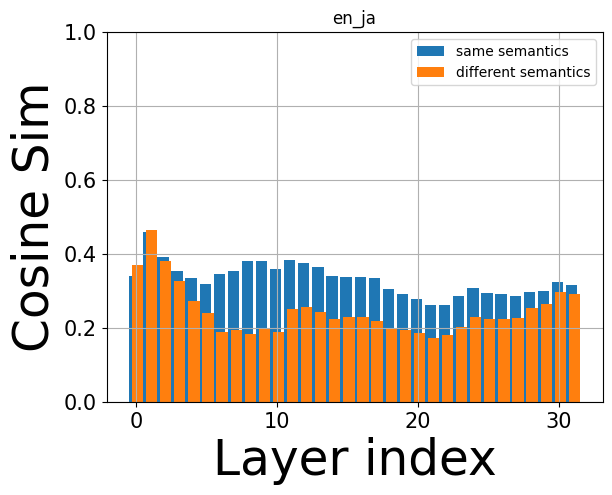 en_ja
same semantics
different semantics
Cosine Sim
1.0
0.8
0.6
0.4
0.2
0.0
0 10 20 30
Layer index